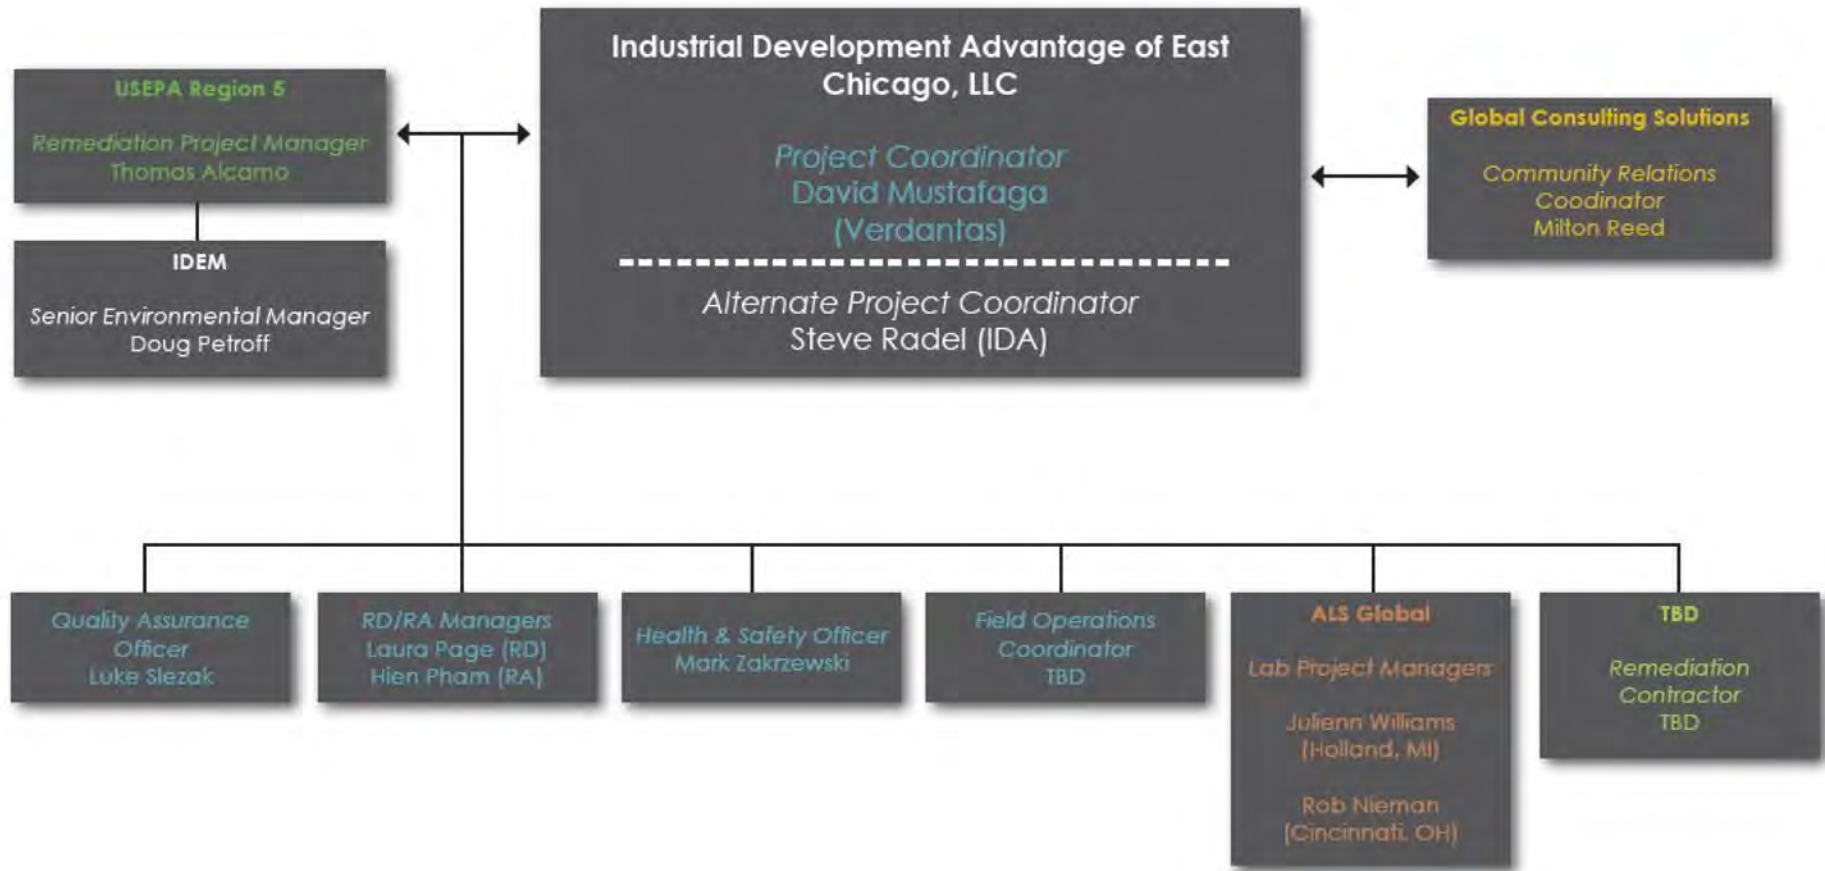 USEPA Region 5
Remediation Project Manager
Thomas Alcamo
IDEM
Senior Environmental Manager
Doug Petroff
Industrial Development Advantage of East
Chicago, LLC
Project Coordinator
David Mustafaga
(Verdantas)
Alternate Project Coordinator
Steve Radel (IDA)
Global Consulting Solutions
Community Relations
Coodinator
Milton Reed
Quality Assurance
Officer
Luke Slezak
RD/RA Managers
Laura Page (RD)
Hien Pham (RA)
Health & Safety Officer
Mark Zakrzewski
Field Operations
Coordinator
TBD
ALS Global
Lab Project Managers
Julienn Williams
(Holland, MI)
Rob Nieman
(Cincinnati, OH)
TBD
Remediation
Contractor
TBD